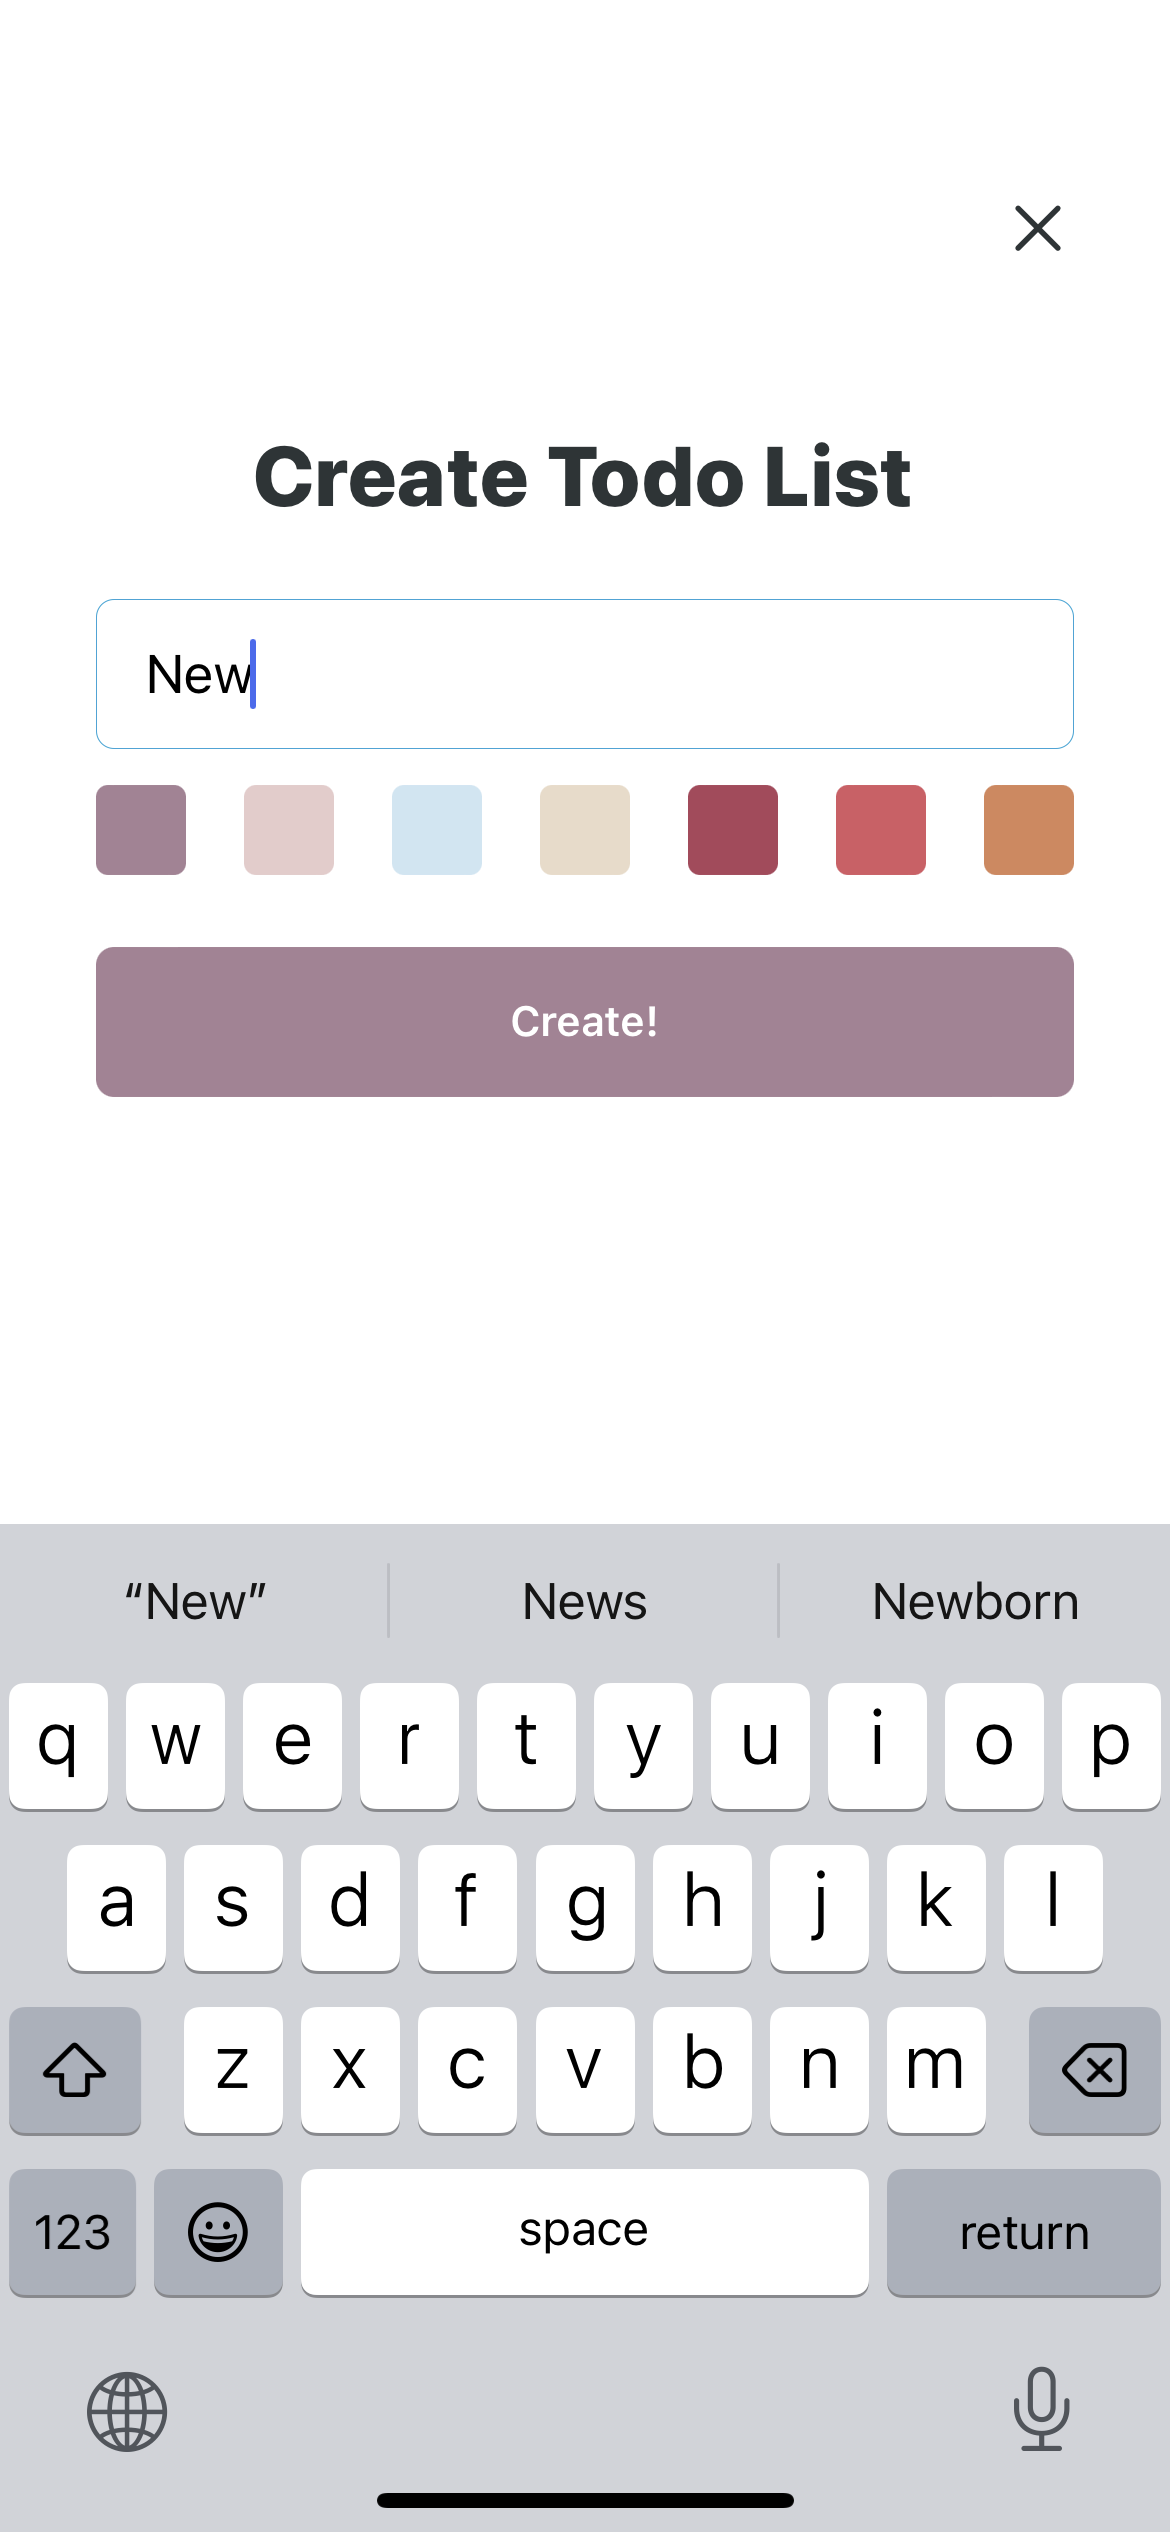 Create Todo List
New
Create!
“New” News Newborn
q w e r t y u i o p
a s d f g h j k l
z x c v b n m
123 space return